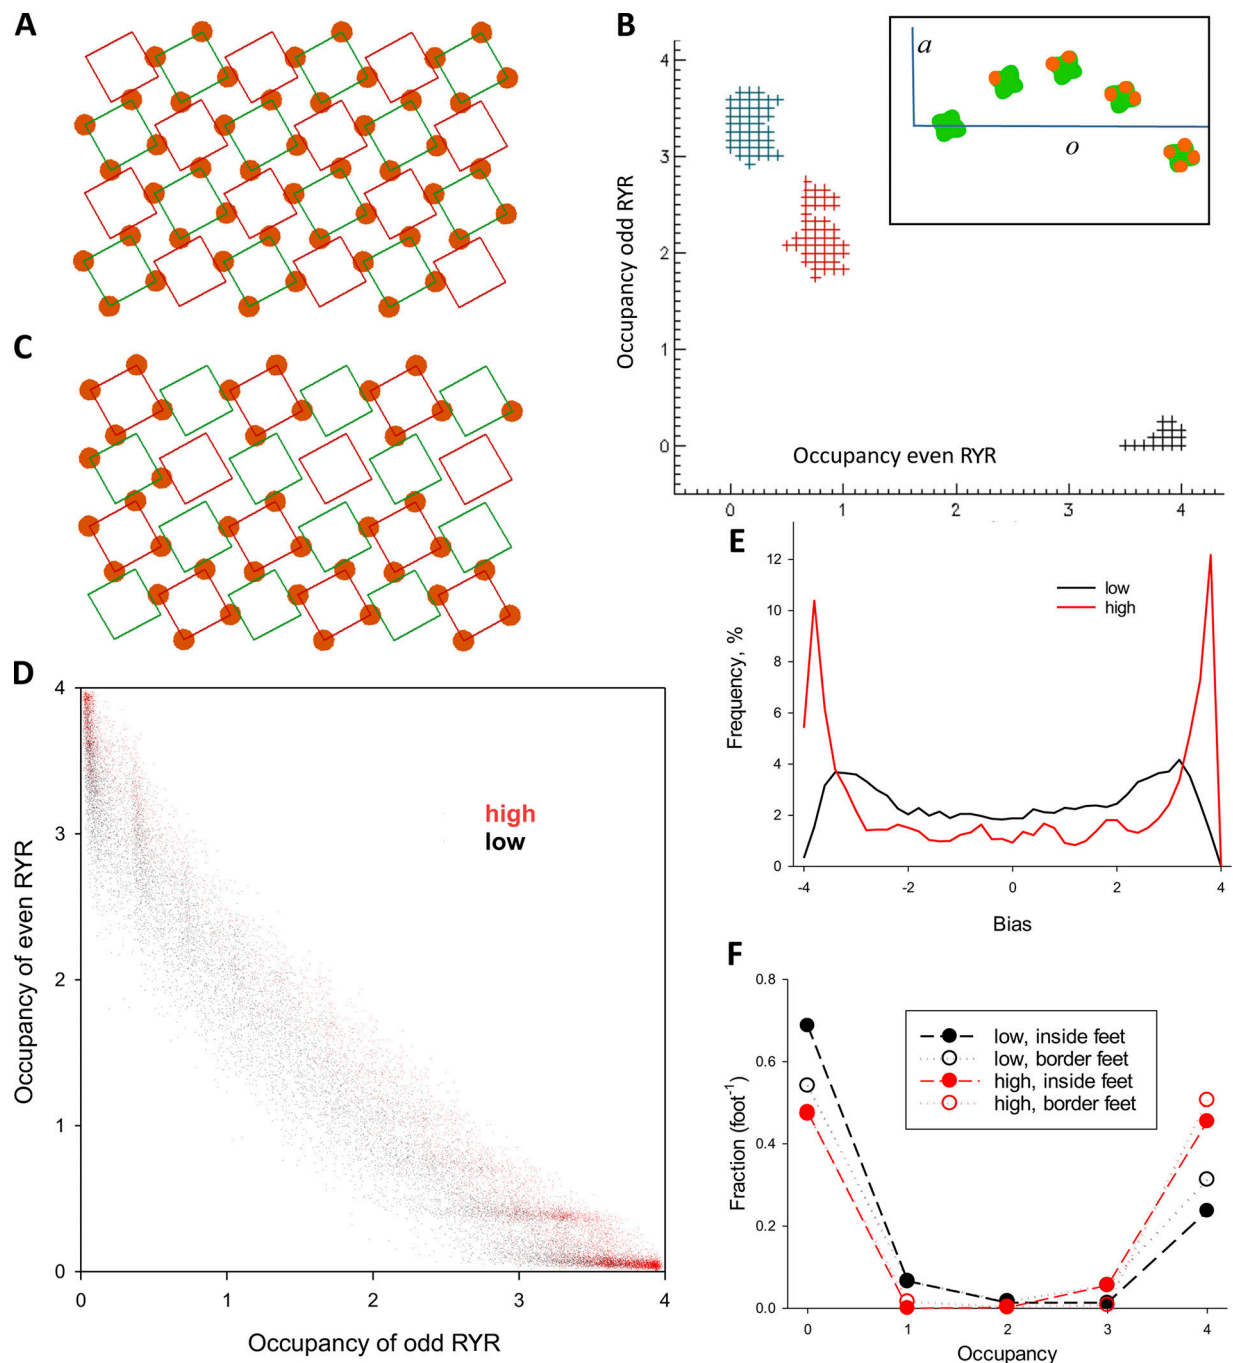 A
B
Occupancy odd RYR
4
3
2
1
0
Occupancy even RYR
0
1
2
3
4
a
o
C
D
Occupancy of even RYR
4
3
2
1
0
high
low
0
1
2
3
4
Occupancy of odd RYR
E
Frequency, %
12
10
8
6
4
2
0
low
high
-4
-2
0
2
4
Bias
F
Fraction (foot⁻¹)
0.8
0.6
0.4
0.2
0.0
low, inside feet
low, border feet
high, inside feet
high, border feet
0
1
2
3
4
Occupancy